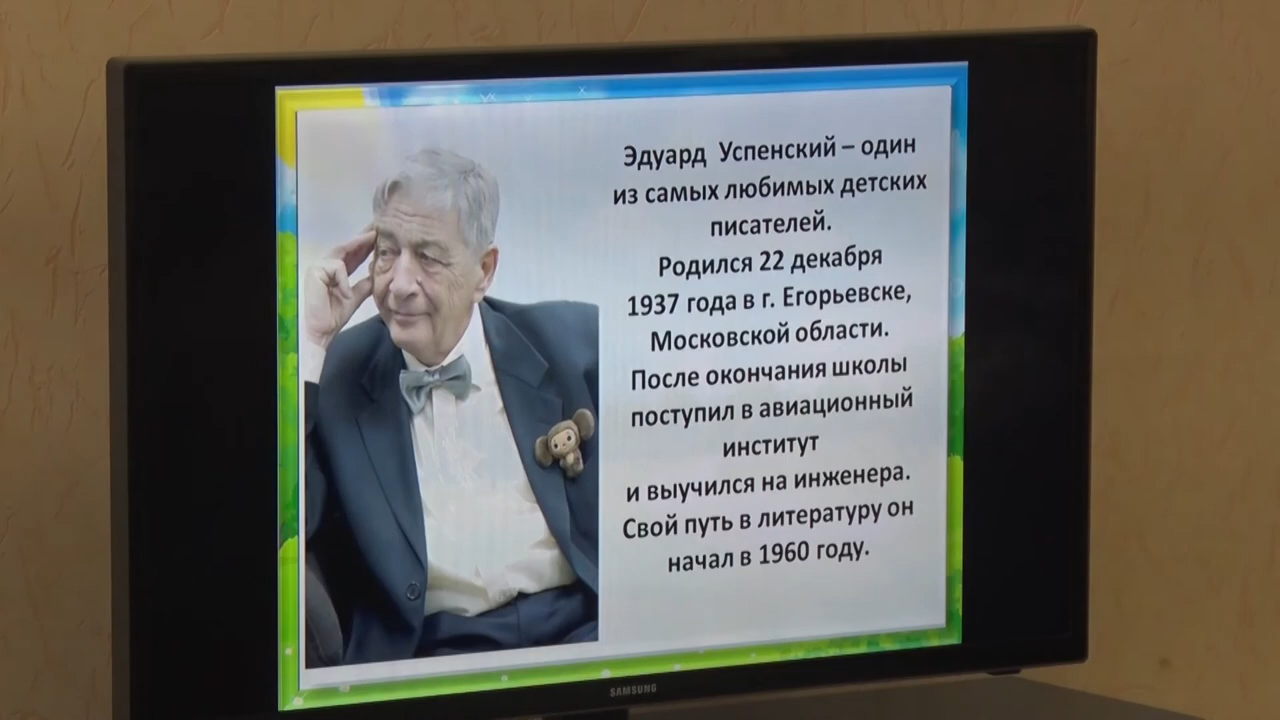 Эдуард Успенский – один
из самых любимых детских
писателей.
Родился 22 декабря
1937 года в г. Егорьевске,
Московской области.
После окончания школы
поступил в авиационный
институт
и выучился на инженера.
Свой путь в литературу он
начал в 1960 году.
SAMSUNG